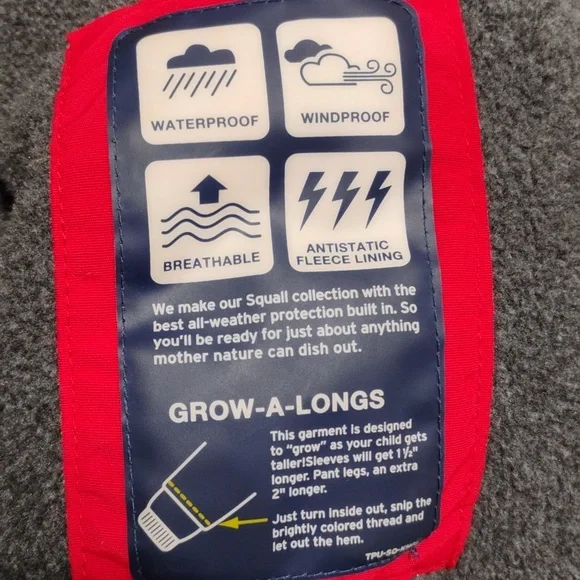 WATERPROOF
WINDPROOF
BREATHABLE
ANTISTATIC
FLEECE LINING
We make our Squall collection with the
best all-weather protection built in. So
you'll be ready for just about anything
mother nature can dish out.
GROW-A-LONGS
This garment is designed
to "grow" as your child gets
taller!Sleeves will get 1½"
longer. Pant legs, an extra
2" longer.
Just turn inside out, snip the
brightly colored thread and
let out the hem.